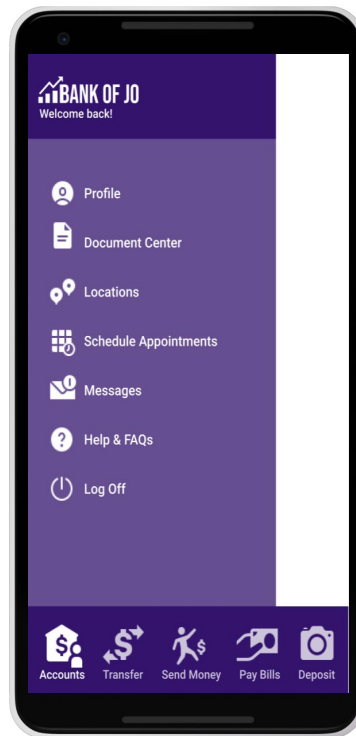 BANK OF JO
Welcome back!
Profile
Document Center
Locations
Schedule Appointments
Messages
Help & FAQs
Log Off
Accounts Transfer Send Money Pay Bills Deposit